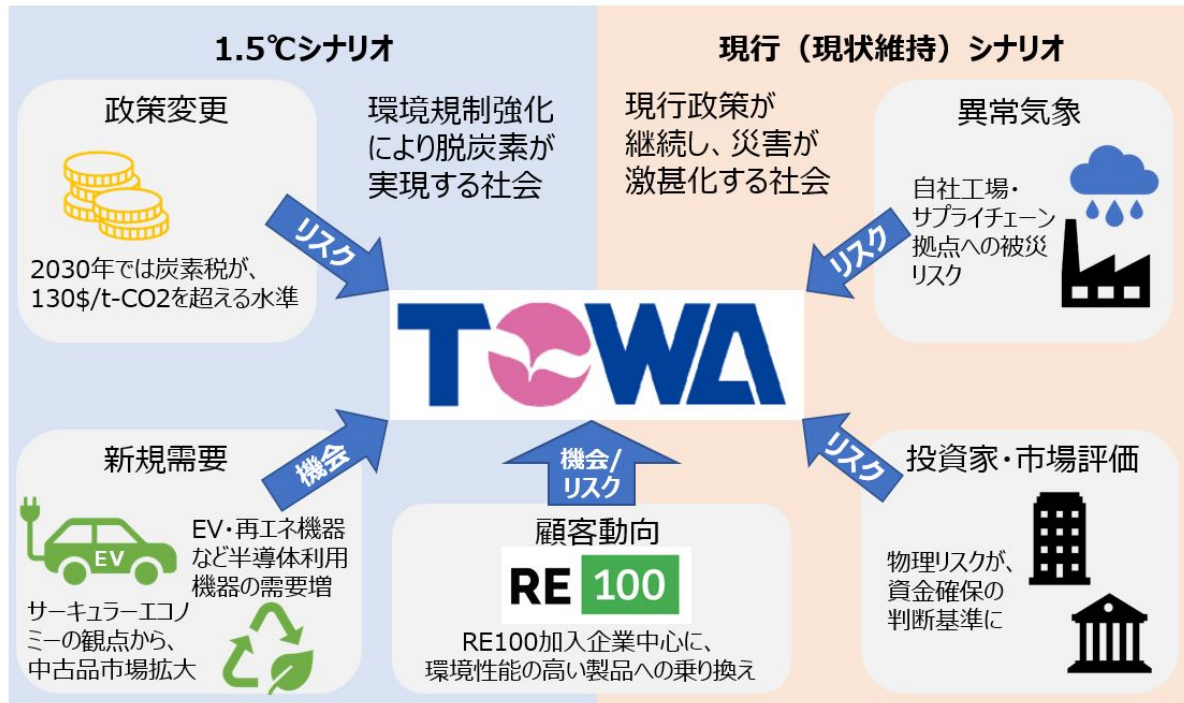 1.5℃シナリオ
政策変更
環境規制強化
により脱炭素が
実現する社会
リスク
2030年では炭素税が、
130$/t-CO2を超える水準
現行（現状維持）シナリオ
現行政策が
継続し、災害が
激甚化する社会
異常気象
自社工場・
サプライチェーン
拠点への被災
リスク
リスク
TOWA
新規需要
機会
EV
EV・再エネ機器
など半導体利用
機器の需要増
サーキュラーエコノ
ミーの観点から、
中古品市場拡大
機会/
リスク
顧客動向
RE 100
RE100加入企業中心に、
環境性能の高い製品への乗り換え
リスク
投資家・市場評価
物理リスクが、
資金確保の
判断基準に